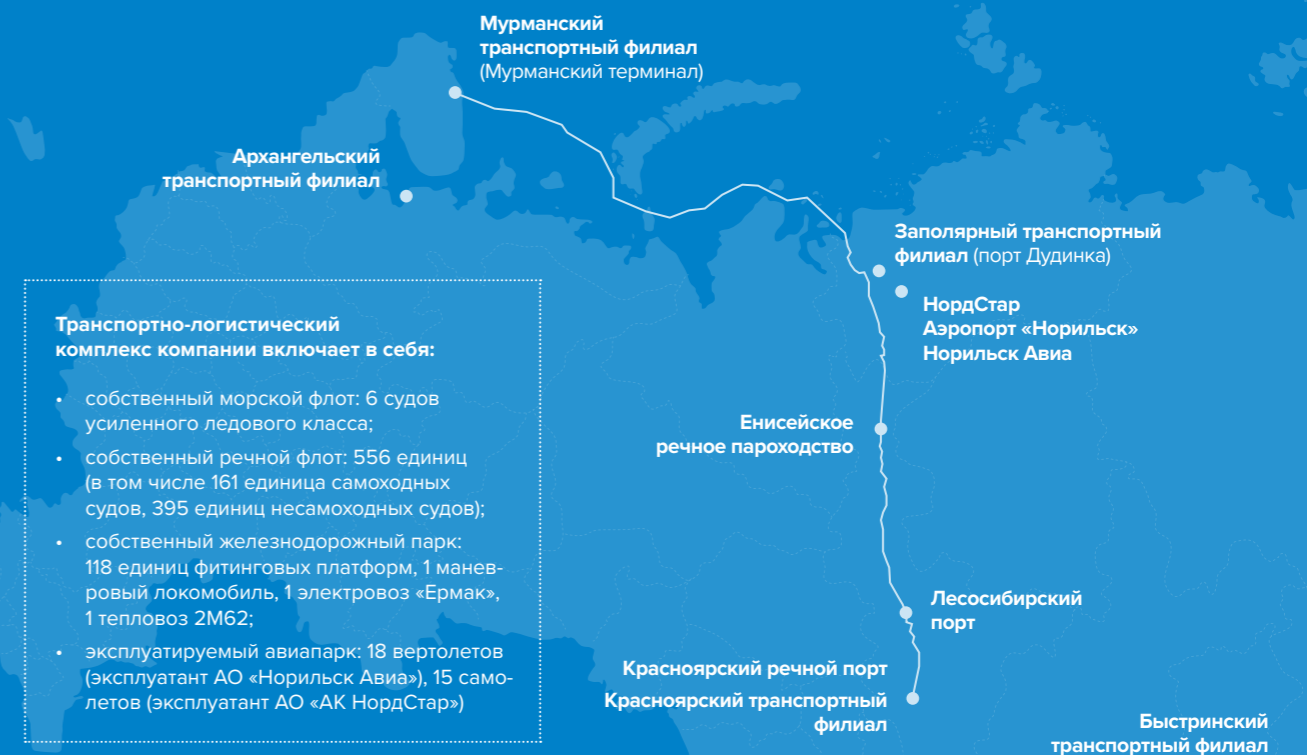 Мурманский
транспортный филиал
(Мурманский терминал)
Архангельский
транспортный филиал
Заполярный транспортный
филиал (порт Дудинка)
НордСтар
Аэропорт «Норильск»
Норильск Авиа
Транспортно-логистический
комплекс компании включает в себя:
• собственный морской флот: 6 судов
усиленного ледового класса;
• собственный речной флот: 556 единиц
(в том числе 161 единица самоходных
судов, 395 единиц несамоходных судов);
• собственный железнодорожный парк:
118 единиц фитинговых платформ, 1 манев-
ровый локомобиль, 1 электровоз «Ермак»,
1 тепловоз 2М62;
• эксплуатируемый авиапарк: 18 вертолетов
(эксплуатант АО «Норильск Авиа»), 15 само-
летов (эксплуатант АО «АК НордСтар»)
Енисейское
речное пароходство
Лесосибирский
порт
Красноярский речной порт
Красноярский транспортный
филиал
Быстринский
транспортный филиал